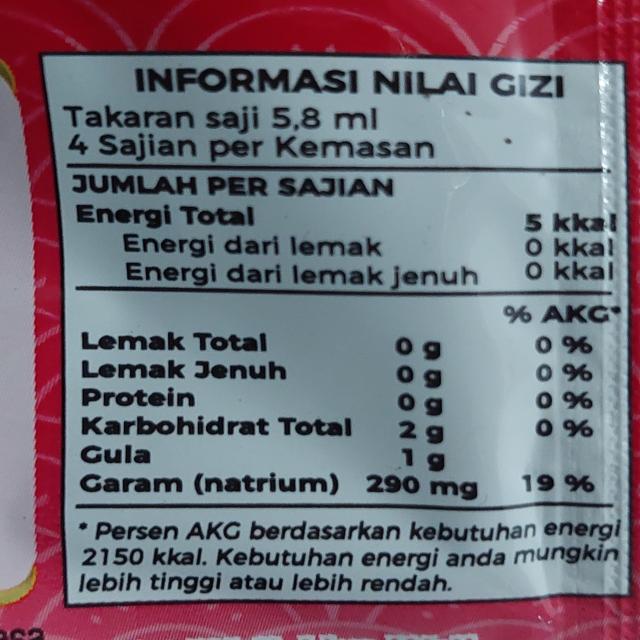 INFORMASI NILAI GIZI
Takaran saji 5,8 ml
4 Sajian per Kemasan
JUMLAH PER SAJIAN
Energi Total 5 kkal
Energi dari lemak 0 kkal
Energi dari lemak jenuh 0 kkal
% AKG*
Lemak Total 0 g 0 %
Lemak Jenuh 0 g 0 %
Protein 0 g 0 %
Karbohidrat Total 2 g 0 %
Gula 1 g
Garam (natrium) 290 mg 19 %
* Persen AKG berdasarkan kebutuhan energi
2150 kkal. Kebutuhan energi anda mungkin
lebih tinggi atau lebih rendah.